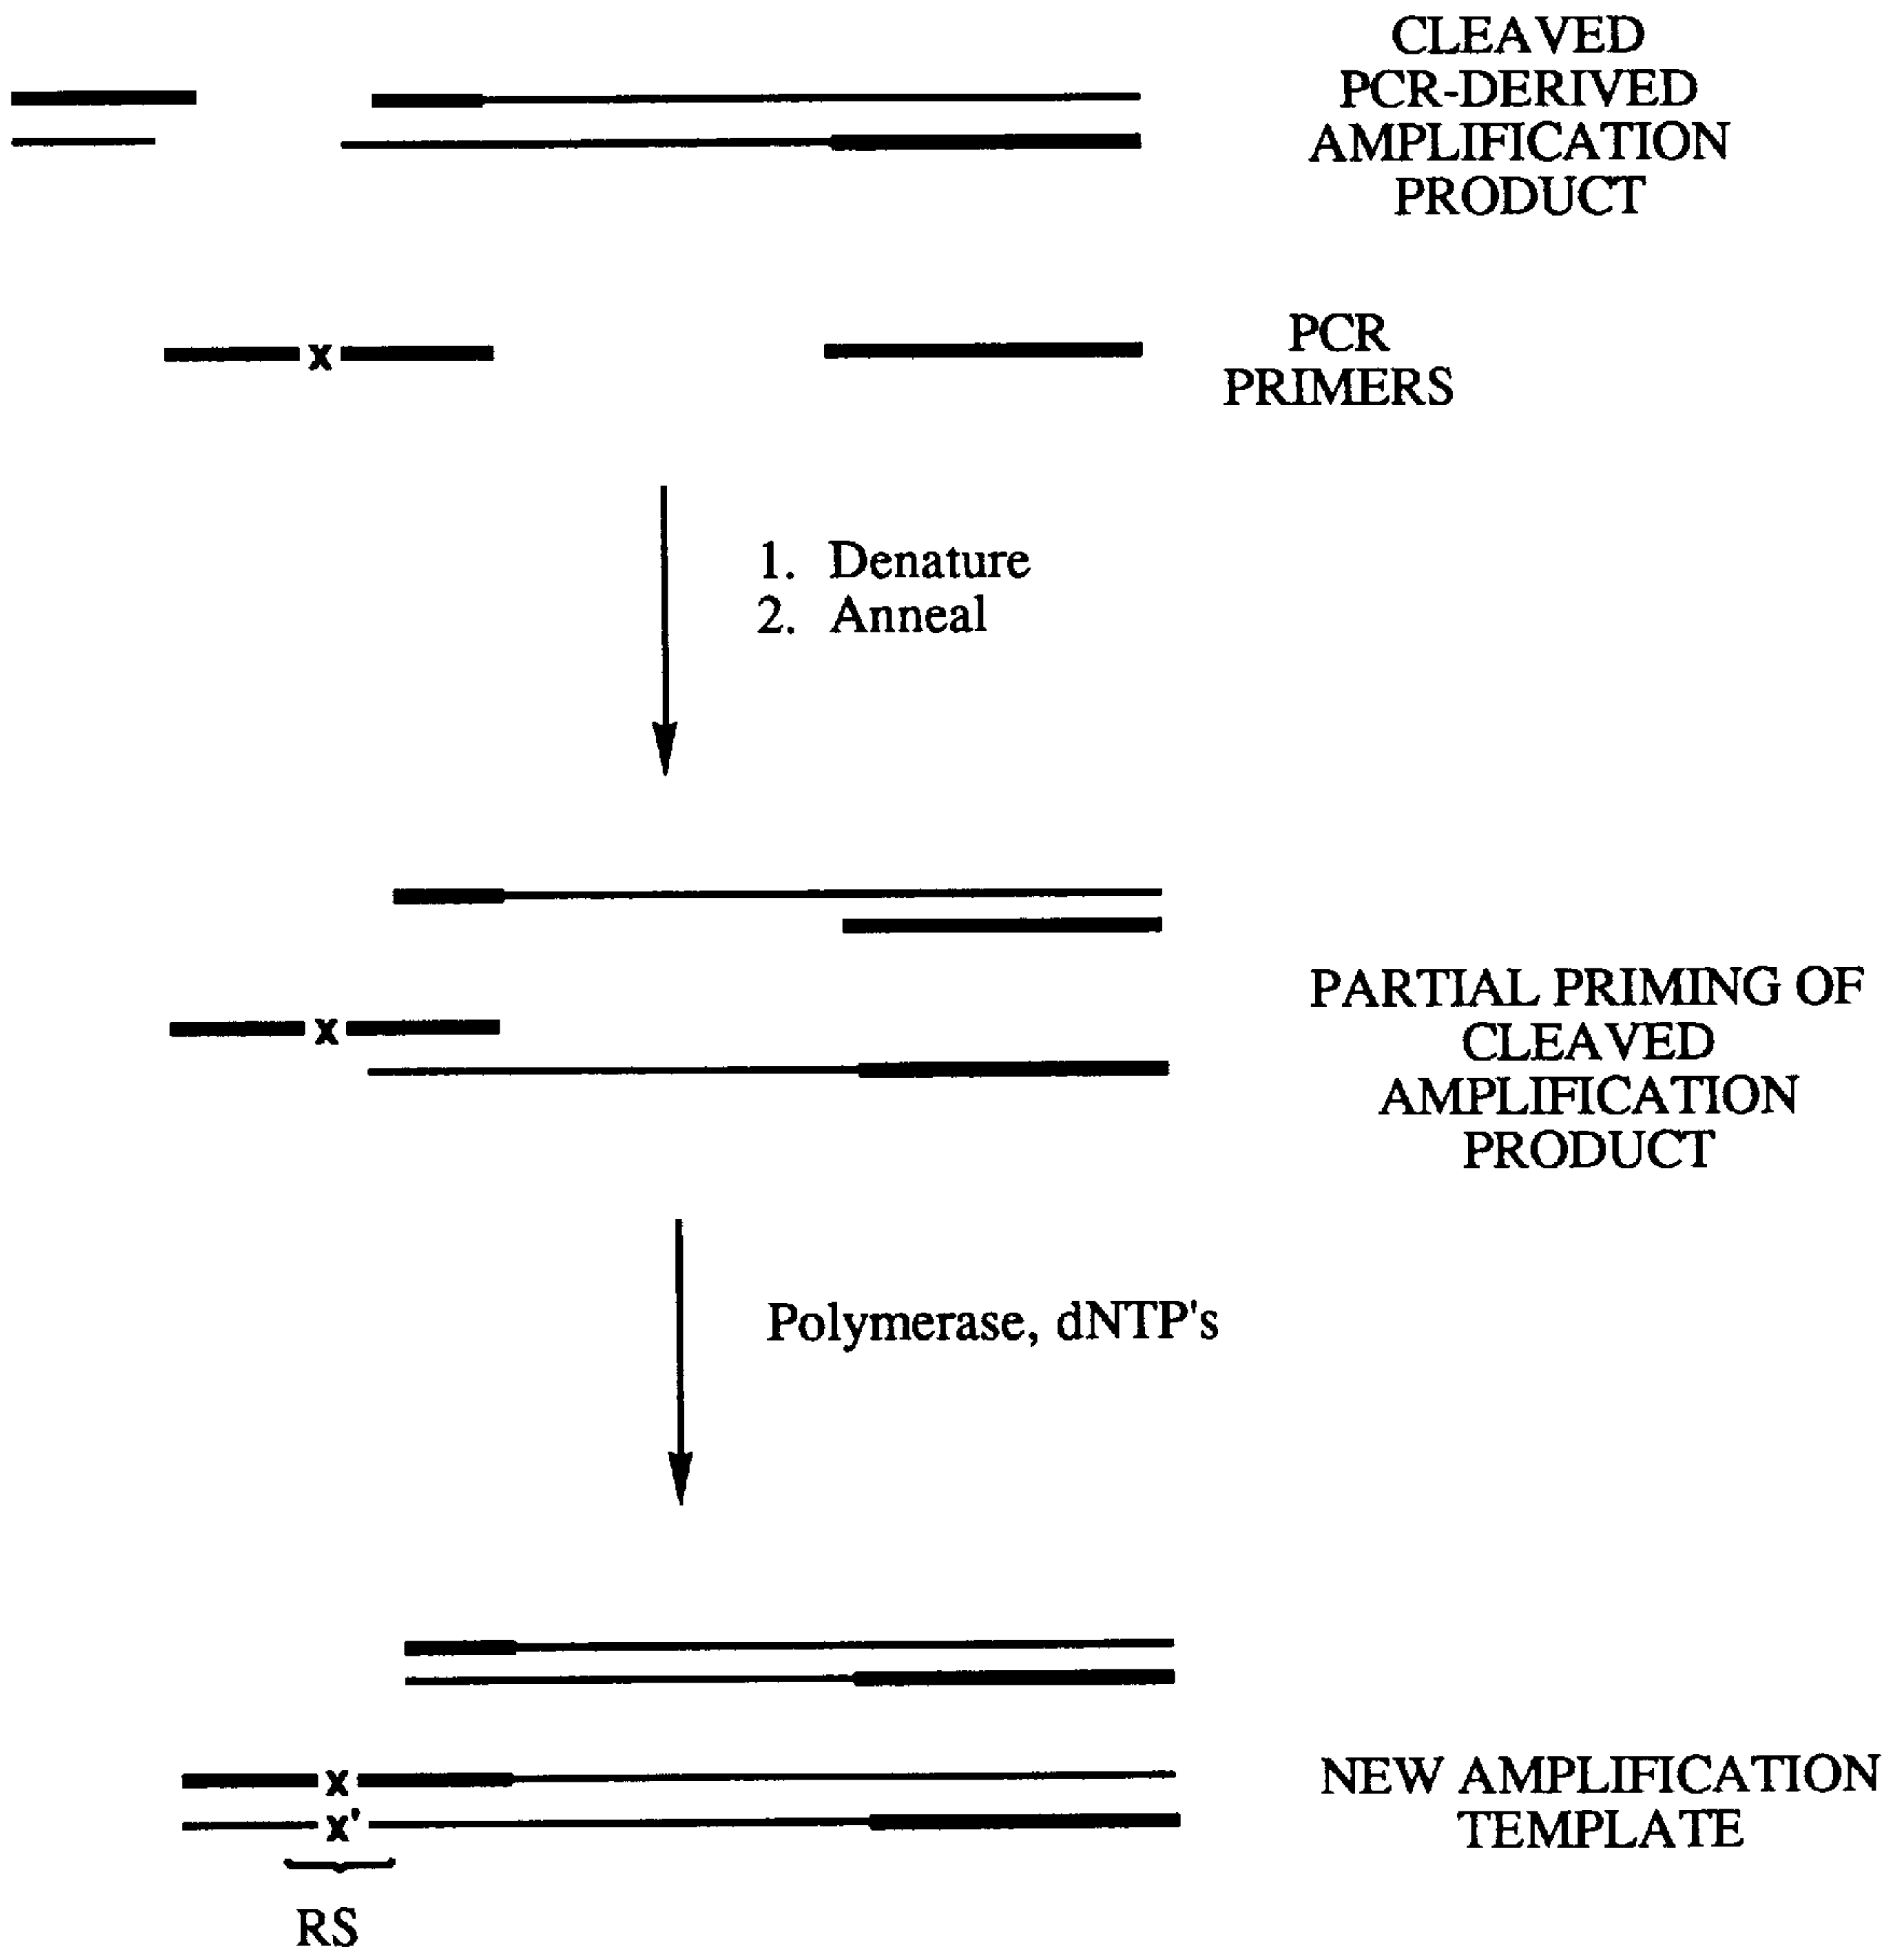 CLEAVED
PCR-DERIVED
AMPLIFICATION
PRODUCT
x
PCR
PRIMERS
1. Denature
2. Anneal
x
PARTIAL PRIMING OF
CLEAVED
AMPLIFICATION
PRODUCT
Polymerase, dNTP's
x
x'
NEW AMPLIFICATION
TEMPLATE
RS